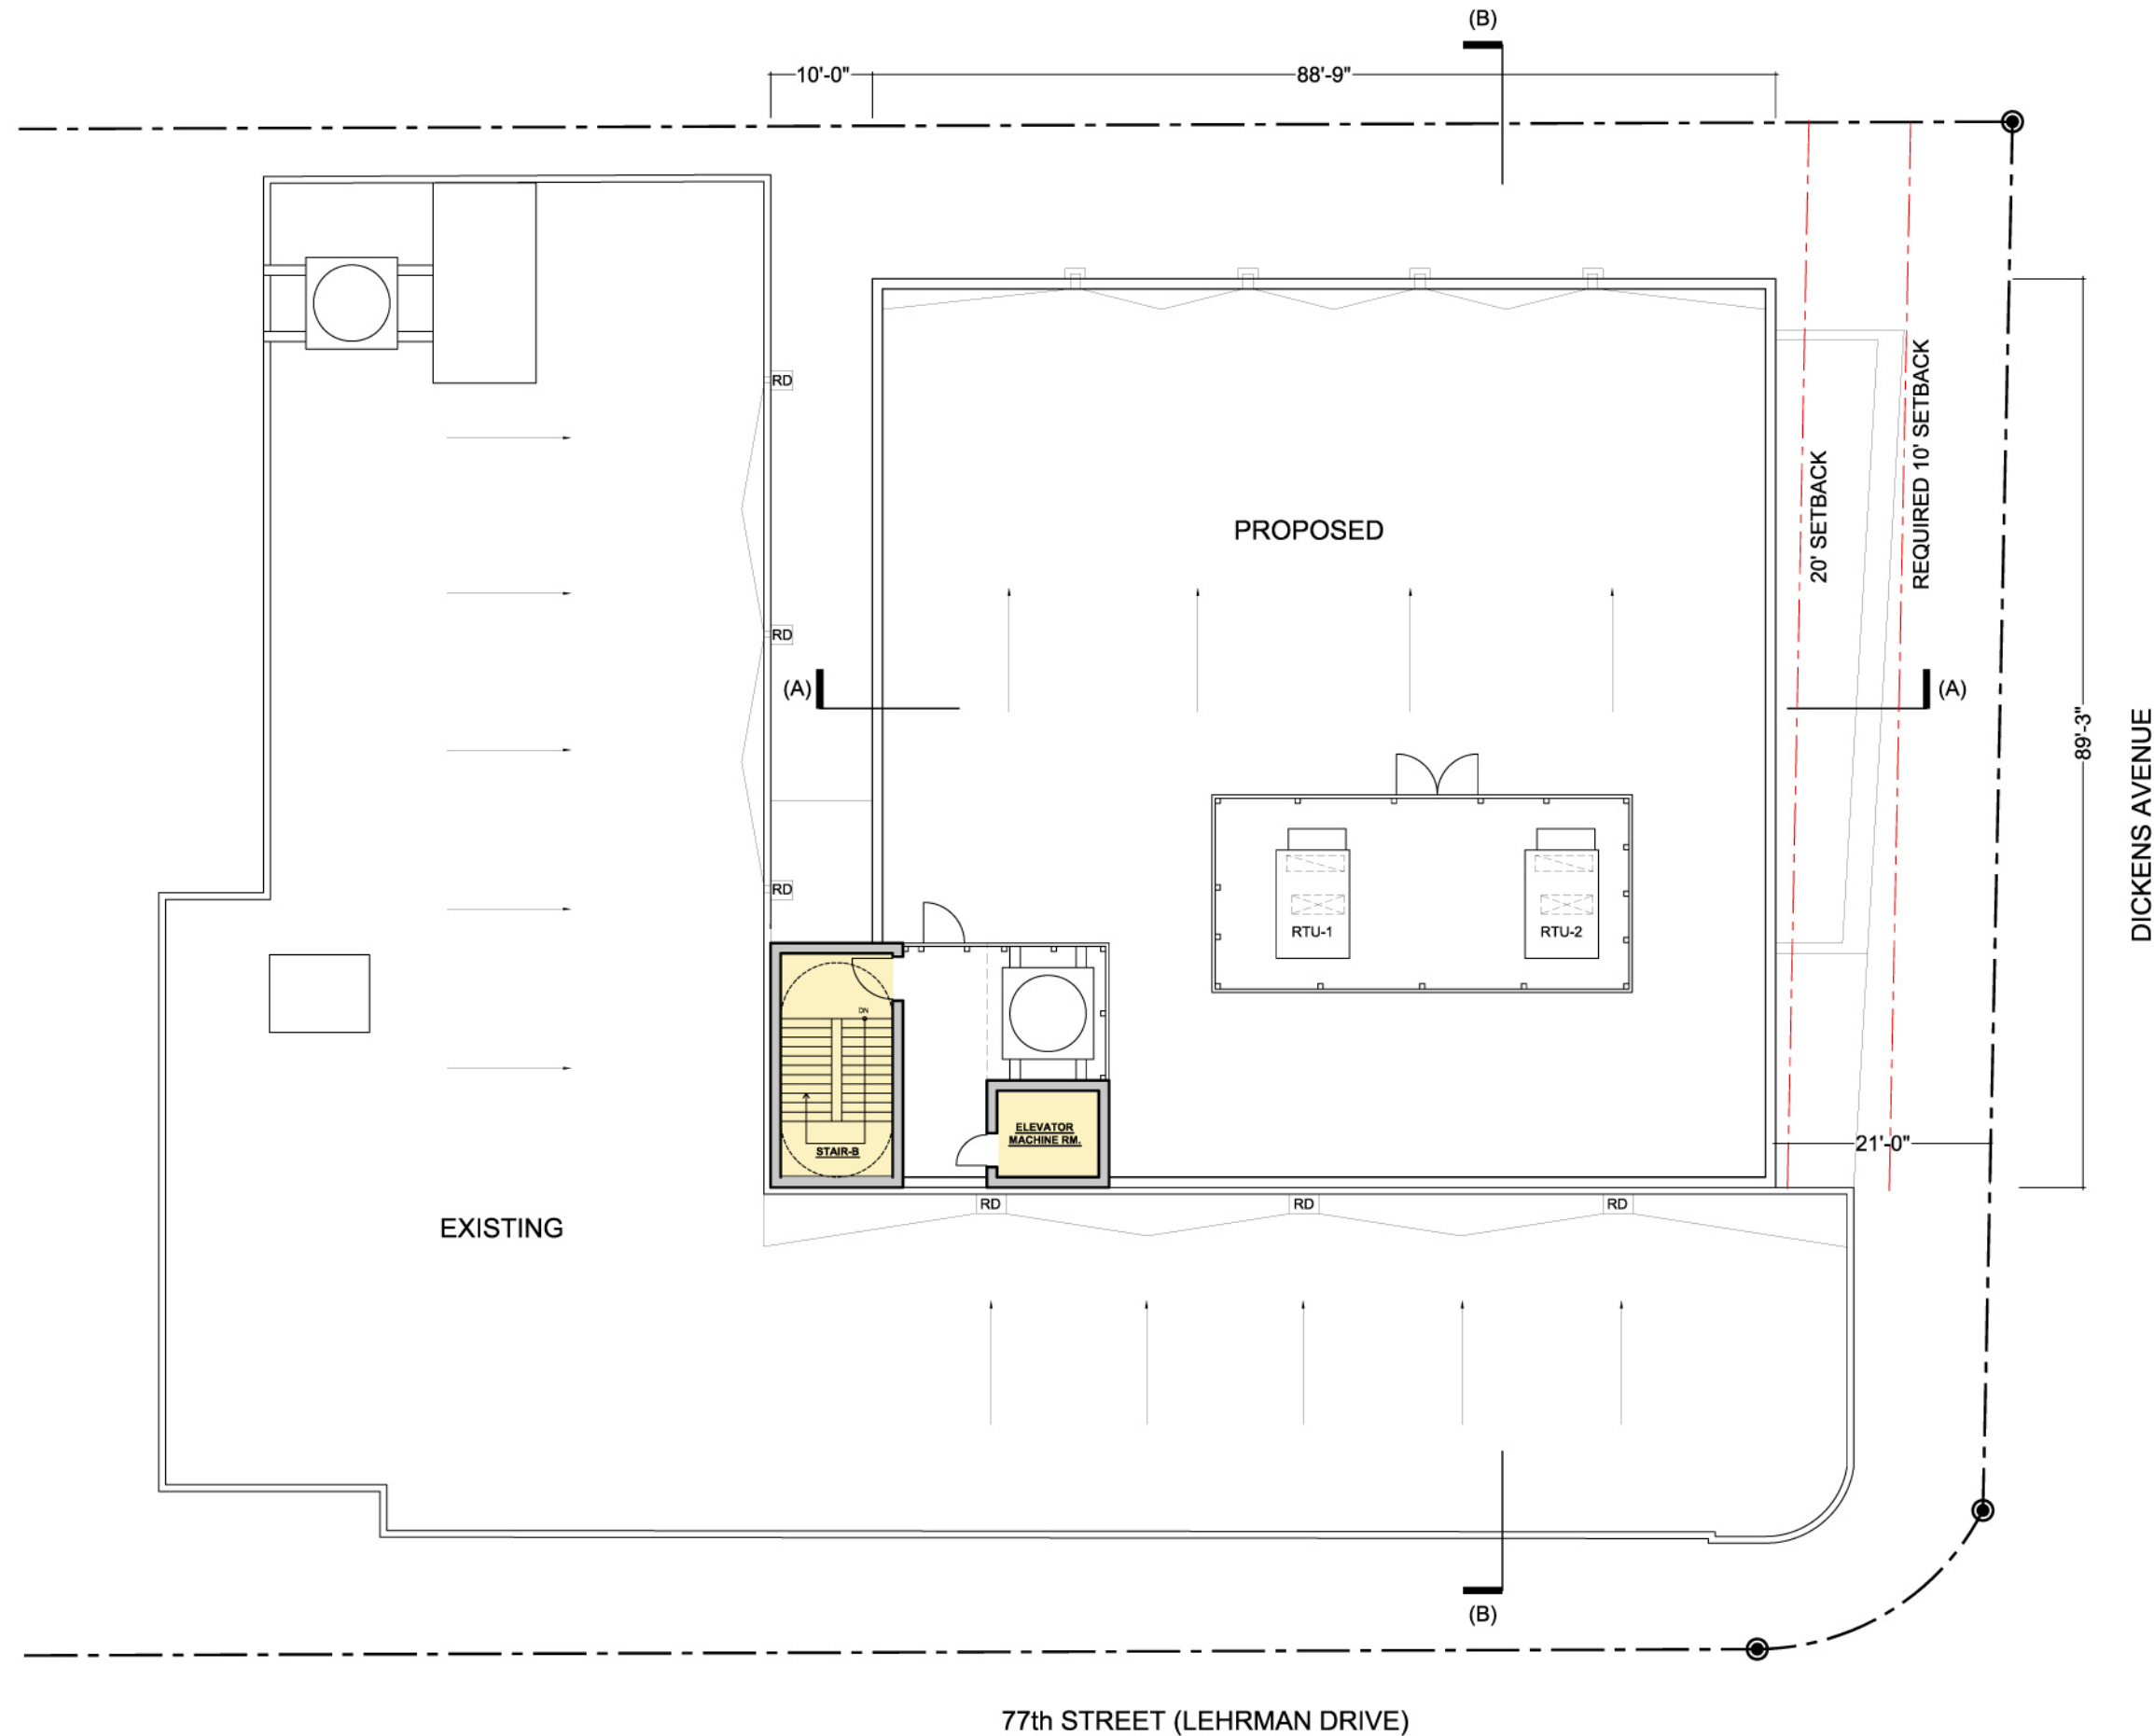 (B)
10'-0"
88'-9"
RD
PROPOSED
20' SETBACK
REQUIRED 10' SETBACK
RD
(A)
(A)
89'-3"
DICKENS AVENUE
RD
RTU-1
RTU-2
DN
ELEVATOR
MACHINE RM.
STAIR-B
21'-0"
RD
RD
RD
EXISTING
(B)
77th STREET (LEHRMAN DRIVE)